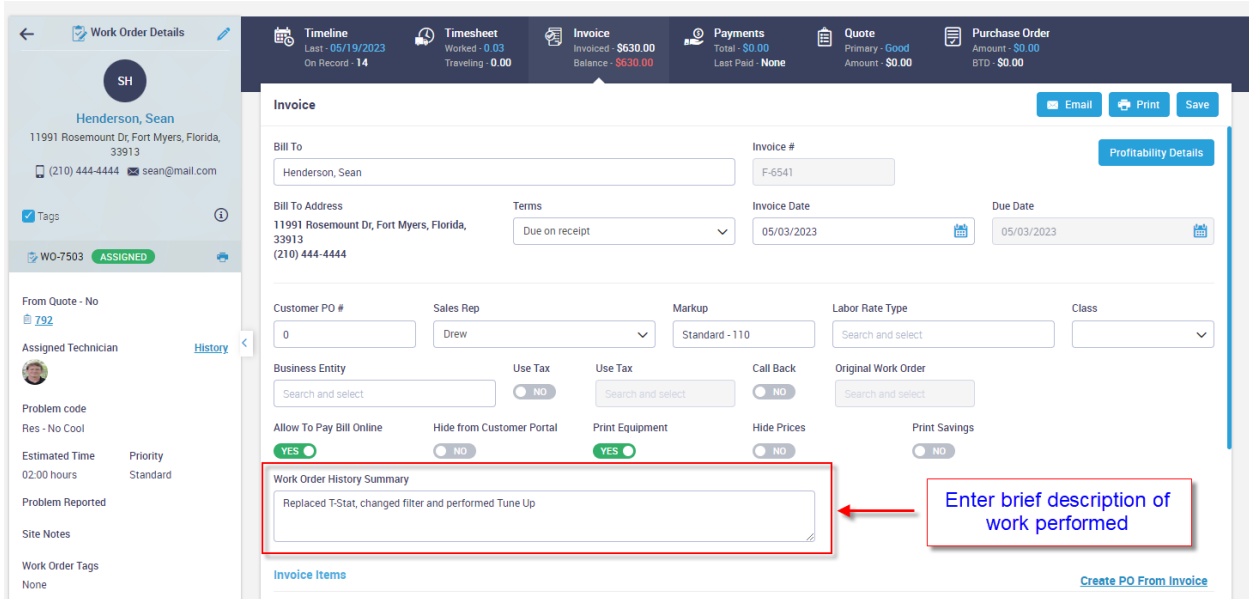 Work Order Details
SH
Henderson, Sean
11991 Rosemount Dr, Fort Myers, Florida,
33913
(210) 444-4444 sean@mail.com
Tags
WO-7503 ASSIGNED
From Quote - No
792
Assigned Technician History
Problem code
Res - No Cool
Estimated Time Priority
02:00 hours Standard
Problem Reported
Site Notes
Work Order Tags
None
Timeline
Last - 05/19/2023
On Record - 14
Timesheet
Worked - 0.03
Traveling - 0.00
Invoice
Invoiced - $630.00
Balance - $630.00
Payments
Total - $0.00
Last Paid - None
Quote
Primary - Good
Amount - $0.00
Purchase Order
Amount - $0.00
BTD - $0.00
Invoice Email Print Save
Bill To Invoice # Profitability Details
Henderson, Sean F-6541
Bill To Address Terms Invoice Date Due Date
11991 Rosemount Dr, Fort Myers, Florida,
33913
(210) 444-4444
Due on receipt 05/03/2023 05/03/2023
Customer PO # Sales Rep Markup Labor Rate Type Class
0 Drew Standard - 110 Search and select
Business Entity Use Tax Use Tax Call Back Original Work Order
Search and select NO Search and select NO Search and select
Allow To Pay Bill Online Hide from Customer Portal Print Equipment Hide Prices Print Savings
YES NO YES NO NO
Work Order History Summary
Replaced T-Stat, changed filter and performed Tune Up
Enter brief description of
work performed
Invoice Items Create PO From Invoice